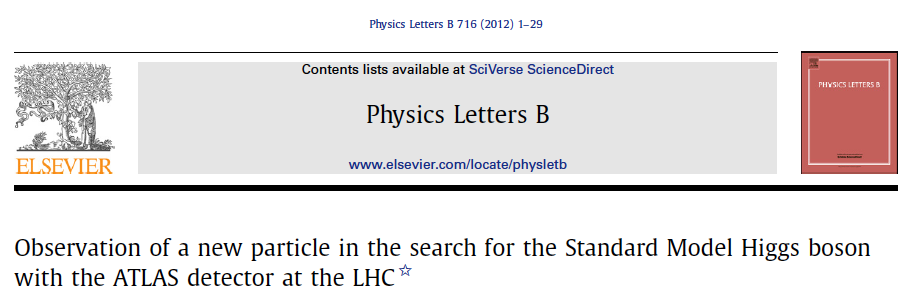 Physics Letters B 716 (2012) 1–29
Contents lists available at SciVerse ScienceDirect
Physics Letters B
www.elsevier.com/locate/physletb
ELSEVIER
PHYSICS LETTERS B
Observation of a new particle in the search for the Standard Model Higgs boson
with the ATLAS detector at the LHC☆